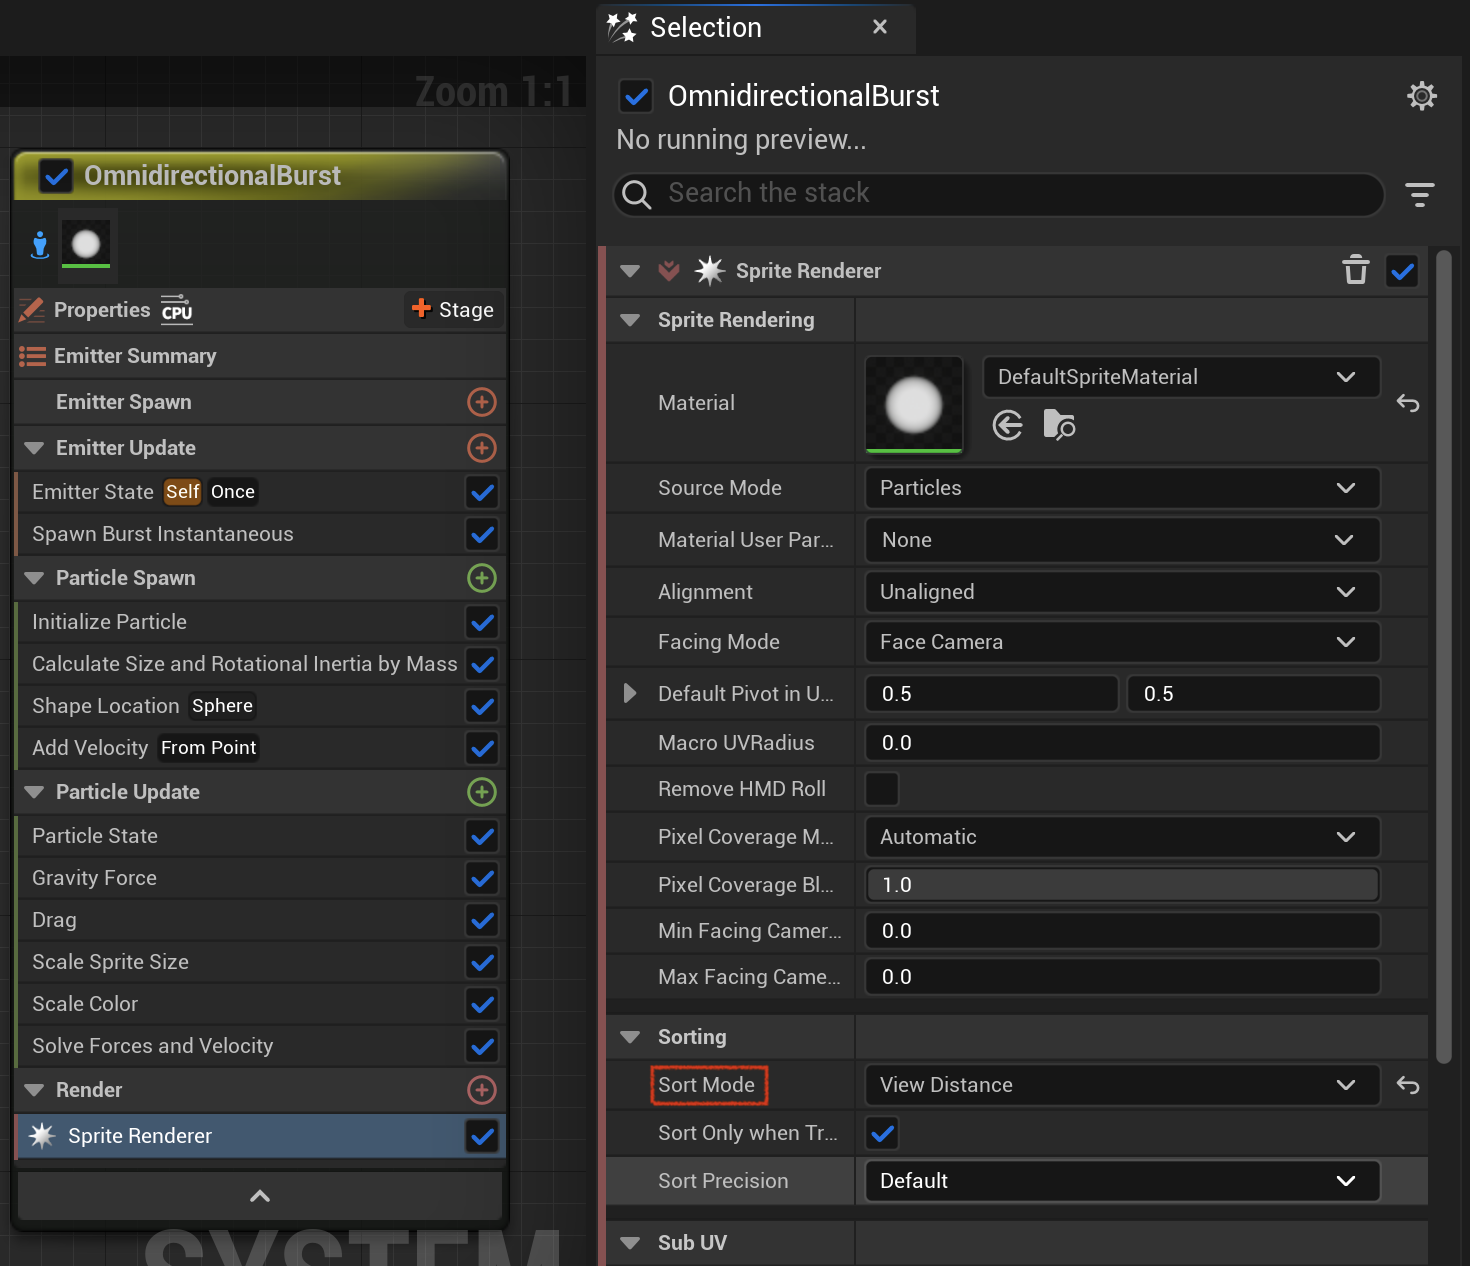 Zoom 1:1
OmnidirectionalBurst
Properties CPU + Stage
Emitter Summary
Emitter Spawn
Emitter Update
Emitter State Self Once
Spawn Burst Instantaneous
Particle Spawn
Initialize Particle
Calculate Size and Rotational Inertia by Mass
Shape Location Sphere
Add Velocity From Point
Particle Update
Particle State
Gravity Force
Drag
Scale Sprite Size
Scale Color
Solve Forces and Velocity
Render
Sprite Renderer
SYSTEM
Selection
OmnidirectionalBurst
No running preview...
Search the stack
Sprite Renderer
Sprite Rendering
Material DefaultSpriteMaterial
Source Mode Particles
Material User Par... None
Alignment Unaligned
Facing Mode Face Camera
Default Pivot in U... 0.5 0.5
Macro UVRadius 0.0
Remove HMD Roll
Pixel Coverage M... Automatic
Pixel Coverage Bl... 1.0
Min Facing Camer... 0.0
Max Facing Came... 0.0
Sorting
Sort Mode View Distance
Sort Only when Tr...
Sort Precision Default
Sub UV